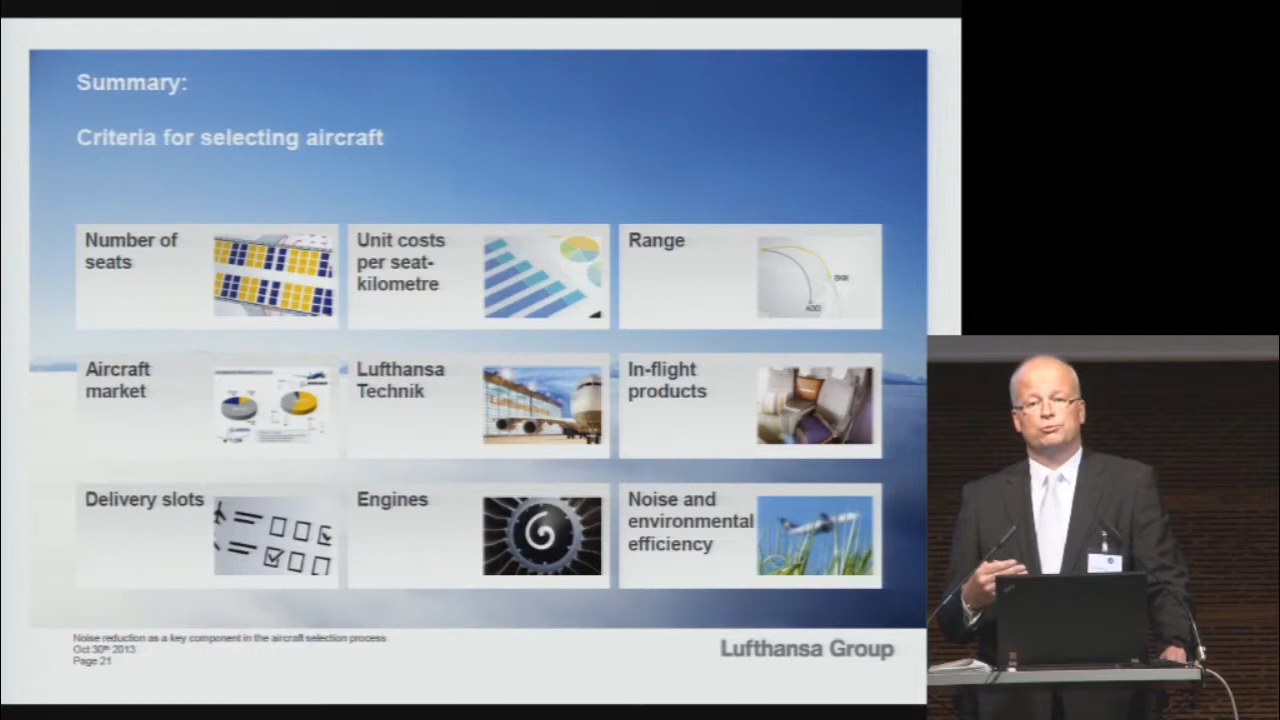 Summary:
Criteria for selecting aircraft
Number of
seats
Unit costs
per seat-
kilometre
Range
BKK
ADD
Aircraft
market
Lufthansa
Technik
In-flight
products
Delivery slots
Engines
Noise and
environmental
efficiency
Noise reduction as a key component in the aircraft selection process
Oct 30th 2013
Page 21
Lufthansa Group